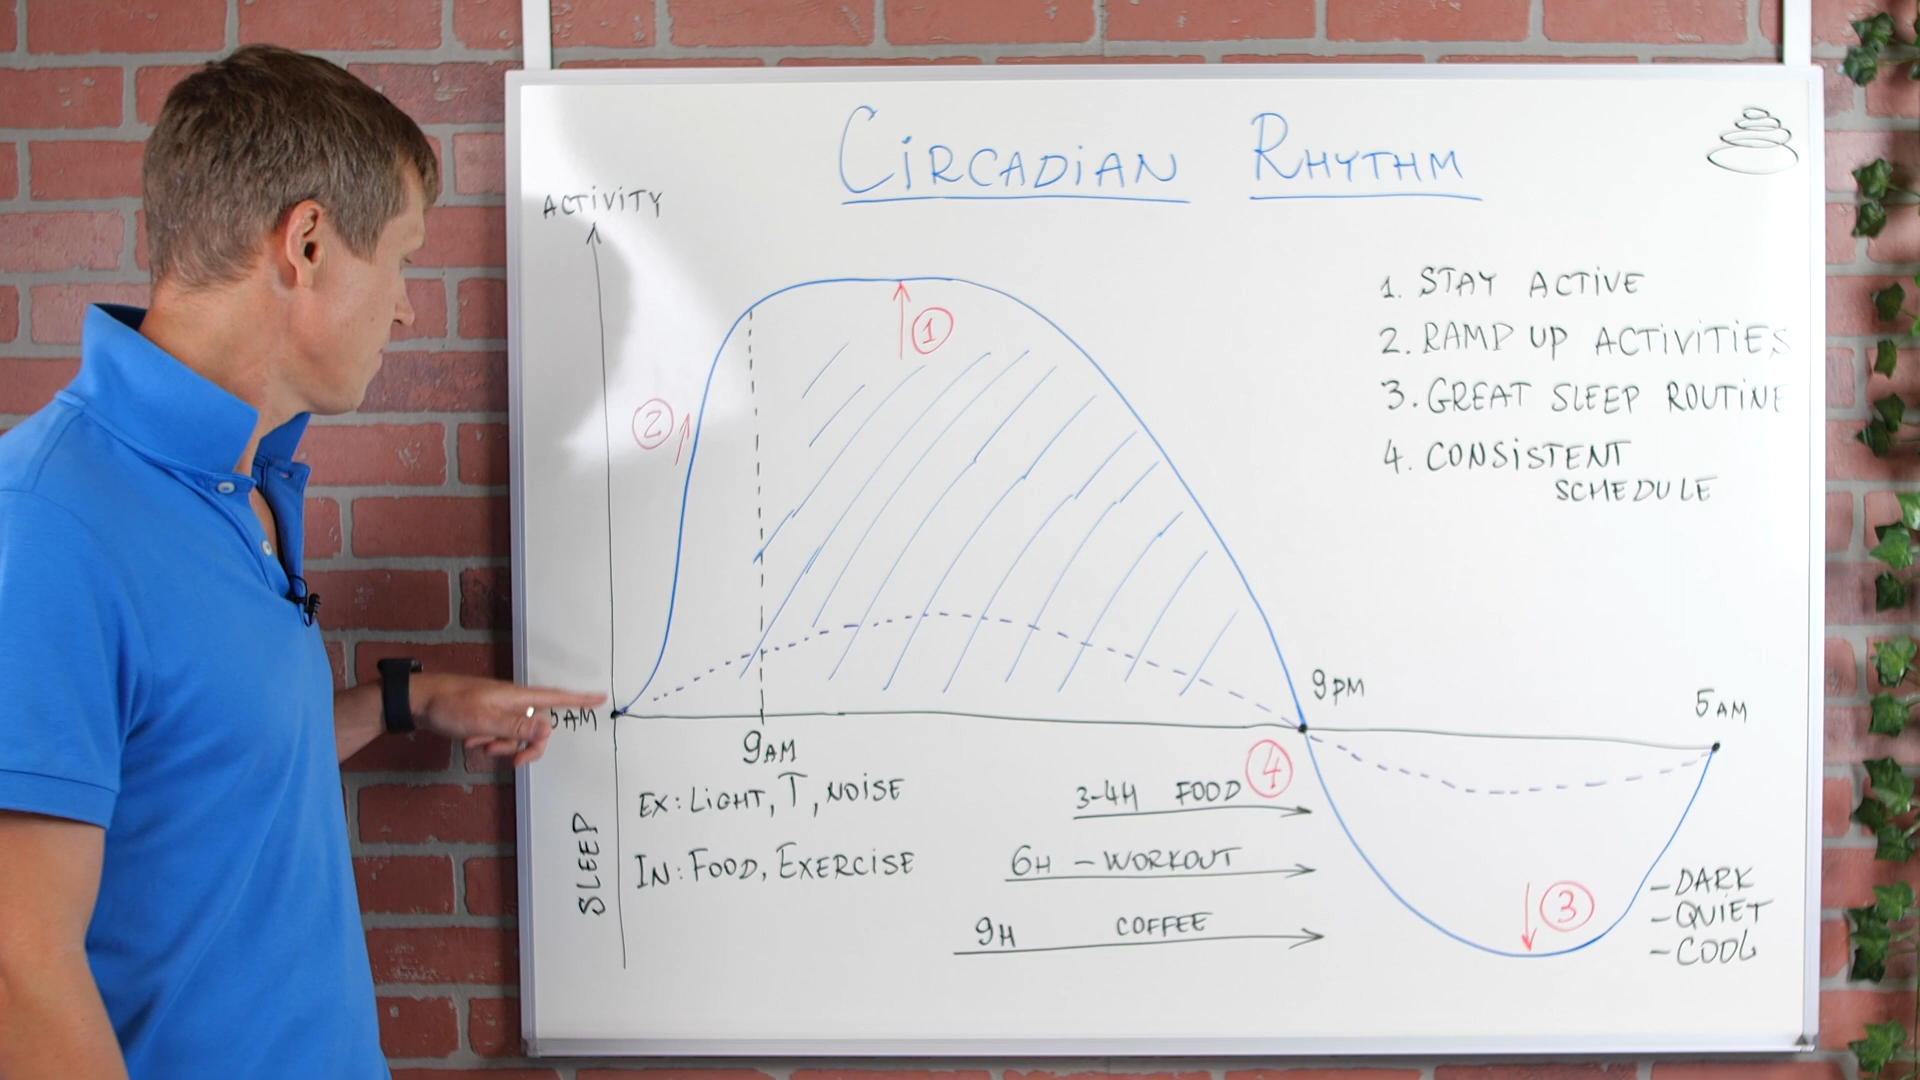 CIRCADIAN RHYTHM
ACTIVITY
1. STAY ACTIVE
2. RAMP UP ACTIVITIES
3. GREAT SLEEP ROUTINE
4. CONSISTENT
SCHEDULE
1
2
5AM
9AM
9PM
5AM
SLEEP
EX: LIGHT, T, NOISE
IN: FOOD, EXERCISE
3-4H FOOD
4
6H - WORKOUT
9H COFFEE
3
- DARK
- QUIET
- COOL